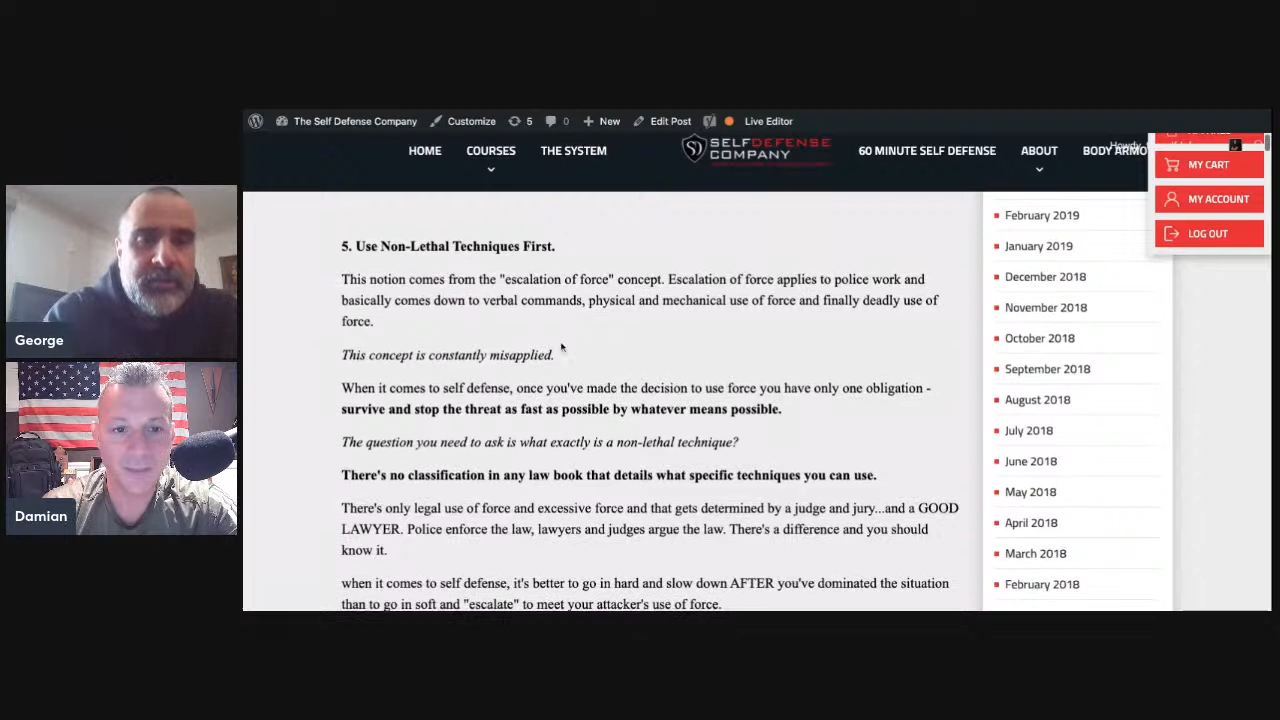 The Self Defense Company
Customize
5
0
New
Edit Post
Live Editor
HOME
COURSES
THE SYSTEM
SELFDEFENSE
COMPANY
60 MINUTE SELF DEFENSE
ABOUT
BODY ARMO
Howdy,
MY CART
MY ACCOUNT
LOG OUT
5. Use Non-Lethal Techniques First.
This notion comes from the "escalation of force" concept. Escalation of force applies to police work and
basically comes down to verbal commands, physical and mechanical use of force and finally deadly use of
force.
This concept is constantly misapplied.
When it comes to self defense, once you've made the decision to use force you have only one obligation -
survive and stop the threat as fast as possible by whatever means possible.
The question you need to ask is what exactly is a non-lethal technique?
There's no classification in any law book that details what specific techniques you can use.
There's only legal use of force and excessive force and that gets determined by a judge and jury...and a GOOD
LAWYER. Police enforce the law, lawyers and judges argue the law. There's a difference and you should
know it.
when it comes to self defense, it's better to go in hard and slow down AFTER you've dominated the situation
than to go in soft and "escalate" to meet your attacker's use of force.
February 2019
January 2019
December 2018
November 2018
October 2018
September 2018
August 2018
July 2018
June 2018
May 2018
April 2018
March 2018
February 2018
George
Damian